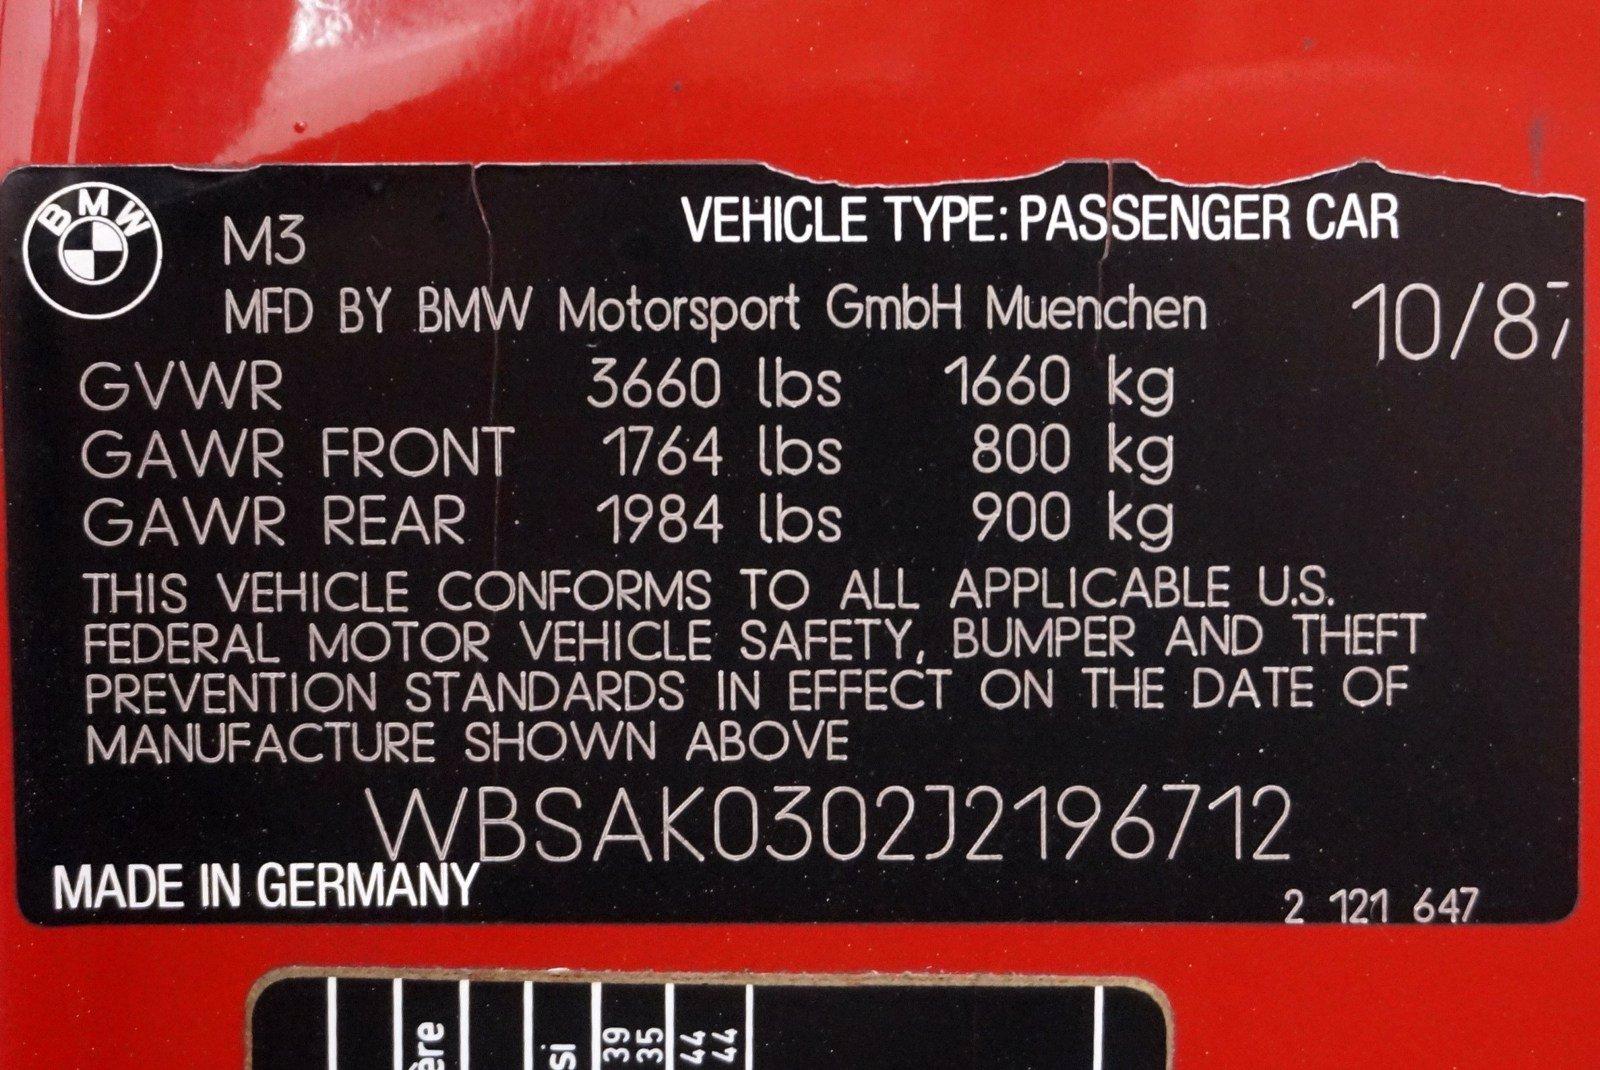 BMW
M3
VEHICLE TYPE: PASSENGER CAR
MFD BY BMW Motorsport GmbH Muenchen 10/87
GVWR 3660 lbs 1660 kg
GAWR FRONT 1764 lbs 800 kg
GAWR REAR 1984 lbs 900 kg
THIS VEHICLE CONFORMS TO ALL APPLICABLE U.S.
FEDERAL MOTOR VEHICLE SAFETY, BUMPER AND THEFT
PREVENTION STANDARDS IN EFFECT ON THE DATE OF
MANUFACTURE SHOWN ABOVE
WBSAK0302J2196712
MADE IN GERMANY
2 121 647
39
35
44
44